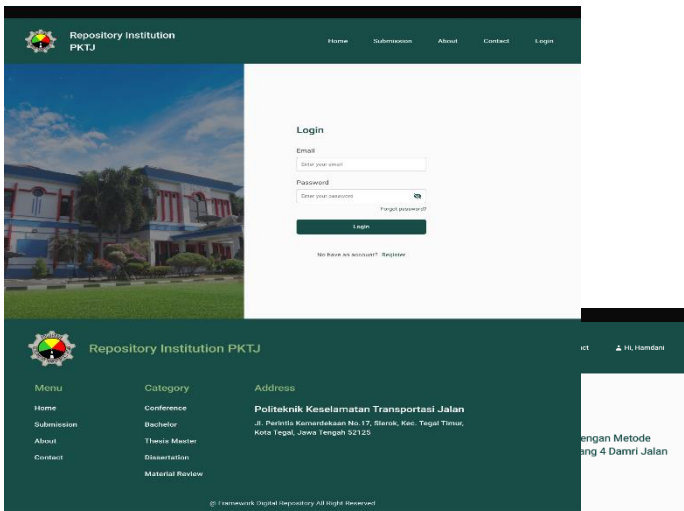 Repository Institution
PKTJ
Home Submission About Contact Login
Login
Email
Enter your email
Password
Enter your password
Forgot password?
Login
No have an account? Register
Repository Institution PKTJ
Menu Category Address
Home Conference Politeknik Keselamatan Transportasi Jalan
Submission Bachelor Jl. Perintis Kemerdekaan No.17, Slerok, Kec. Tegal Timur,
Kota Tegal, Jawa Tengah 52125
About Thesis Master
Contact Dissertation
Material Review
@ Framework Digital Repository All Right Reserved
ct Hi, Hamdani
engan Metode
ang 4 Damri Jalan